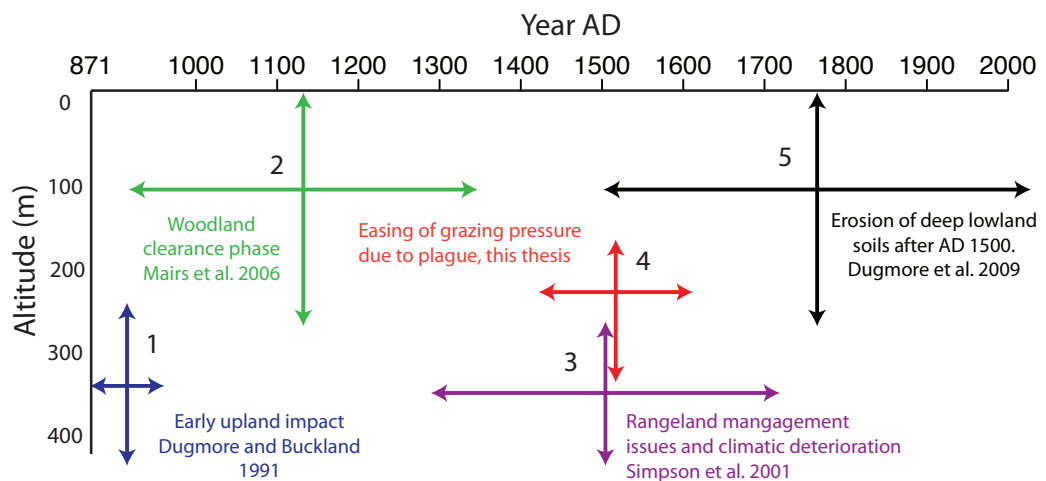 Year AD
871 1000 1100 1200 1300 1400 1500 1600 1700 1800 1900 2000
Altitude (m)
0
100
200
300
400
2
Woodland
clearance phase
Mairs et al. 2006
Easing of grazing pressure
due to plague, this thesis
4
5
Erosion of deep lowland
soils after AD 1500.
Dugmore et al. 2009
1
Early upland impact
Dugmore and Buckland
1991
3
Rangeland mangagement
issues and climatic deterioration
Simpson et al. 2001